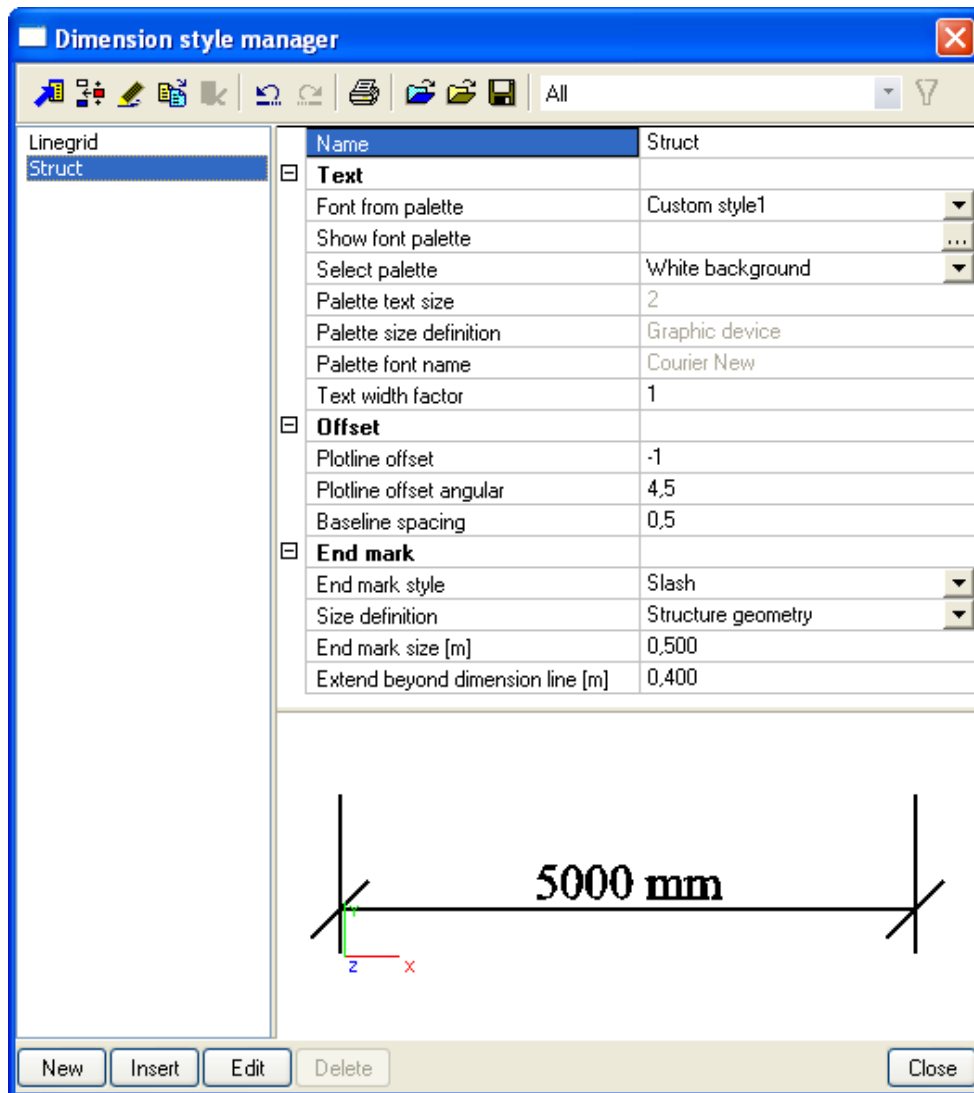 Dimension style manager
All
Linegrid
Struct
Name Struct
Text
Font from palette Custom style1
Show font palette ...
Select palette White background
Palette text size 2
Palette size definition Graphic device
Palette font name Courier New
Text width factor 1
Offset
Plotline offset -1
Plotline offset angular 4,5
Baseline spacing 0,5
End mark
End mark style Slash
Size definition Structure geometry
End mark size [m] 0,500
Extend beyond dimension line [m] 0,400
5000 mm
Y
Z X
New Insert Edit Delete Close